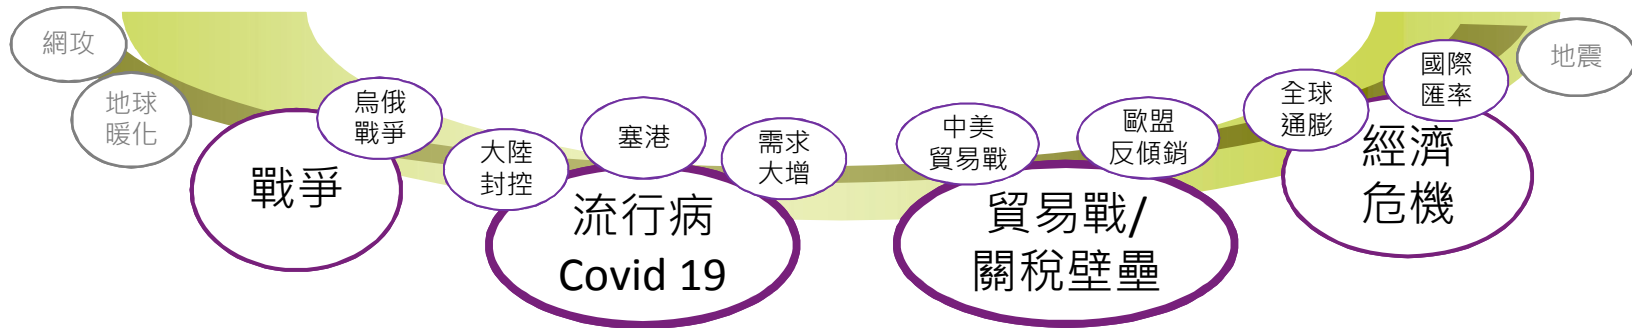 網攻
地球
暖化
戰爭
烏俄
戰爭
大陸
封控
塞港
需求
大增
流行病
Covid 19
中美
貿易戰
歐盟
反傾銷
貿易戰/
關稅壁壘
全球
通膨
國際
匯率
經濟
危機
地震